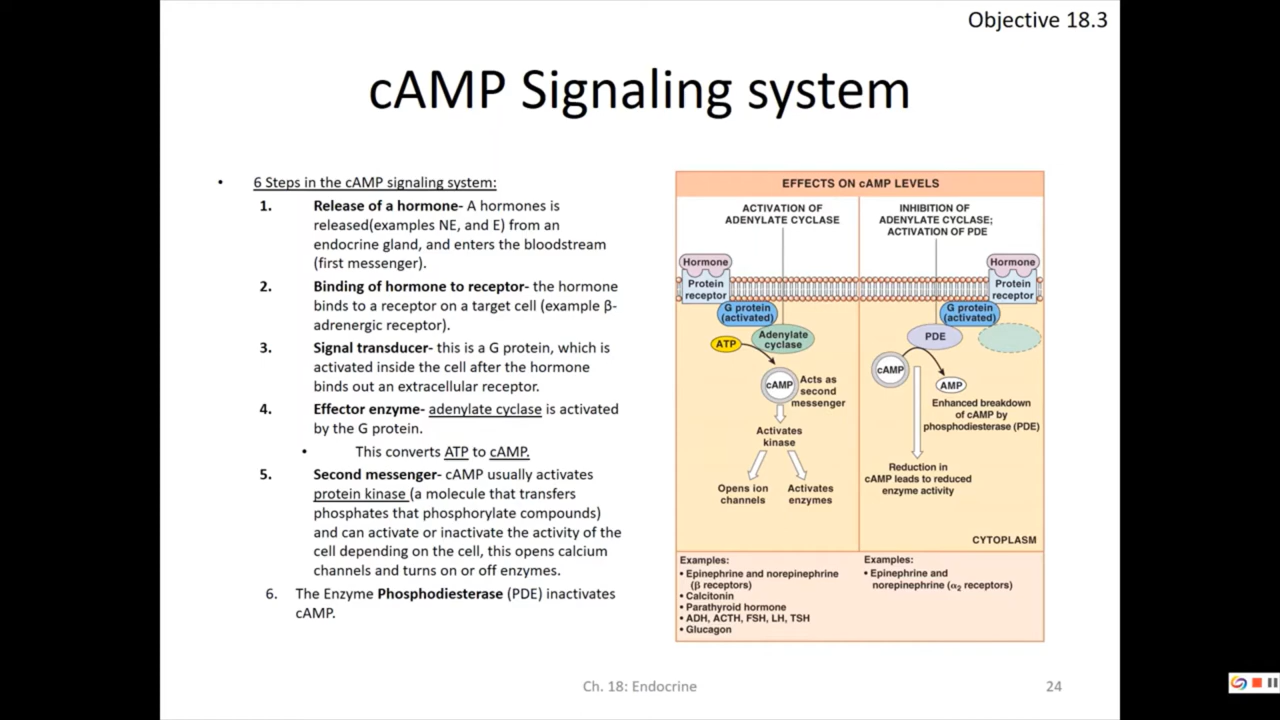 Objective 18.3
cAMP Signaling system
• 6 Steps in the cAMP signaling system:
1. Release of a hormone- A hormones is
released(examples NE, and E) from an
endocrine gland, and enters the bloodstream
(first messenger).
2. Binding of hormone to receptor- the hormone
binds to a receptor on a target cell (example β-
adrenergic receptor).
3. Signal transducer- this is a G protein, which is
activated inside the cell after the hormone
binds out an extracellular receptor.
4. Effector enzyme- adenylate cyclase is activated
by the G protein.
• This converts ATP to cAMP.
5. Second messenger- cAMP usually activates
protein kinase (a molecule that transfers
phosphates that phosphorylate compounds)
and can activate or inactivate the activity of the
cell depending on the cell, this opens calcium
channels and turns on or off enzymes.
6. The Enzyme Phosphodiesterase (PDE) inactivates
cAMP.
EFFECTS ON cAMP LEVELS
ACTIVATION OF
ADENYLATE CYCLASE
Hormone
Protein
receptor
G protein
(activated)
Adenylate
cyclase
ATP
cAMP
Acts as
second
messenger
Activates
kinase
Opens ion
channels
Activates
enzymes
Examples:
• Epinephrine and norepinephrine
(β receptors)
• Calcitonin
• Parathyroid hormone
• ADH, ACTH, FSH, LH, TSH
• Glucagon
INHIBITION OF
ADENYLATE CYCLASE;
ACTIVATION OF PDE
Hormone
Protein
receptor
G protein
(activated)
PDE
cAMP
AMP
Enhanced breakdown
of cAMP by
phosphodiesterase (PDE)
Reduction in
cAMP leads to reduced
enzyme activity
CYTOPLASM
Examples:
• Epinephrine and
norepinephrine (α2 receptors)
Ch. 18: Endocrine
24